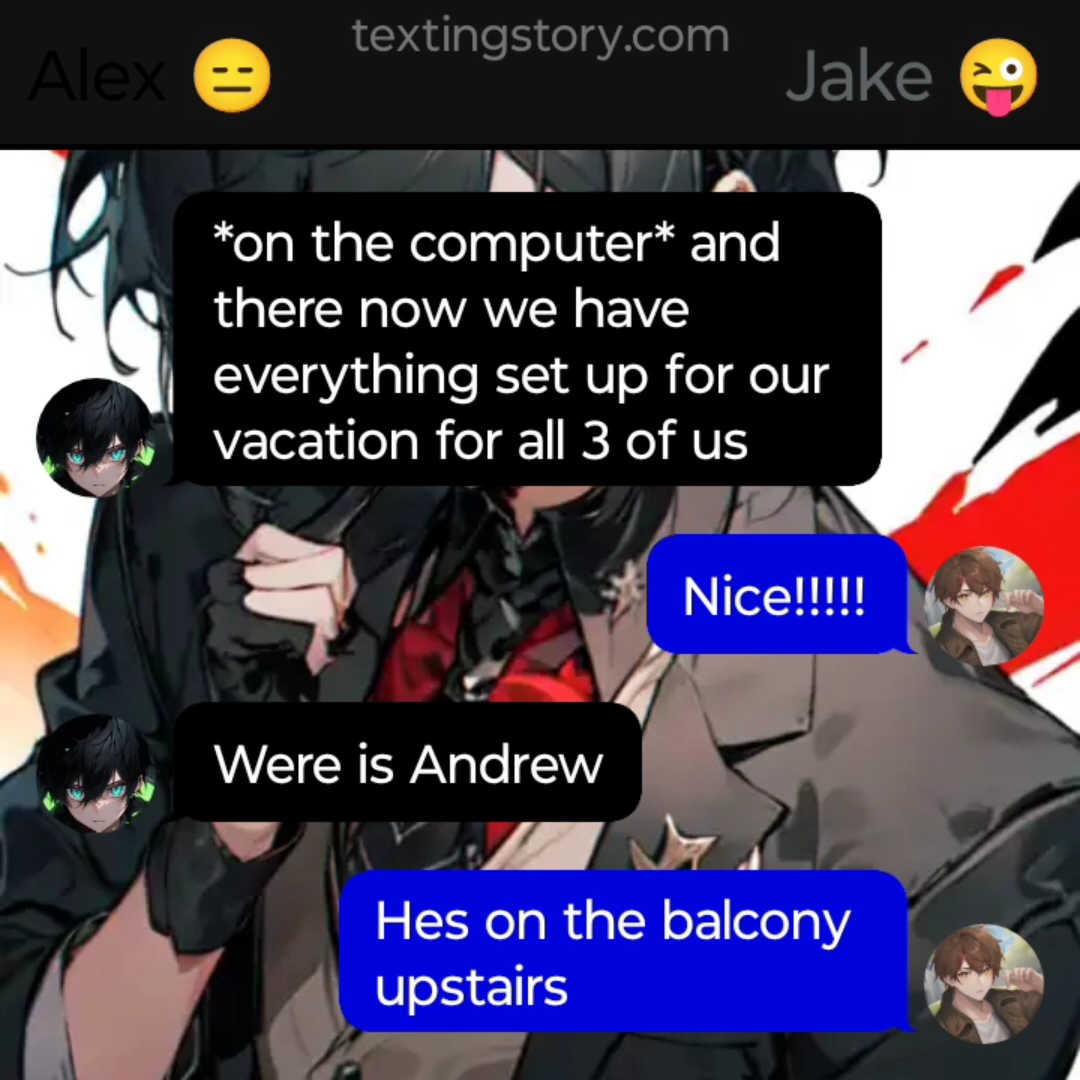 textingstory.com
Alex 😑
Jake 😜
*on the computer* and
there now we have
everything set up for our
vacation for all 3 of us
Nice!!!!!
Were is Andrew
Hes on the balcony
upstairs